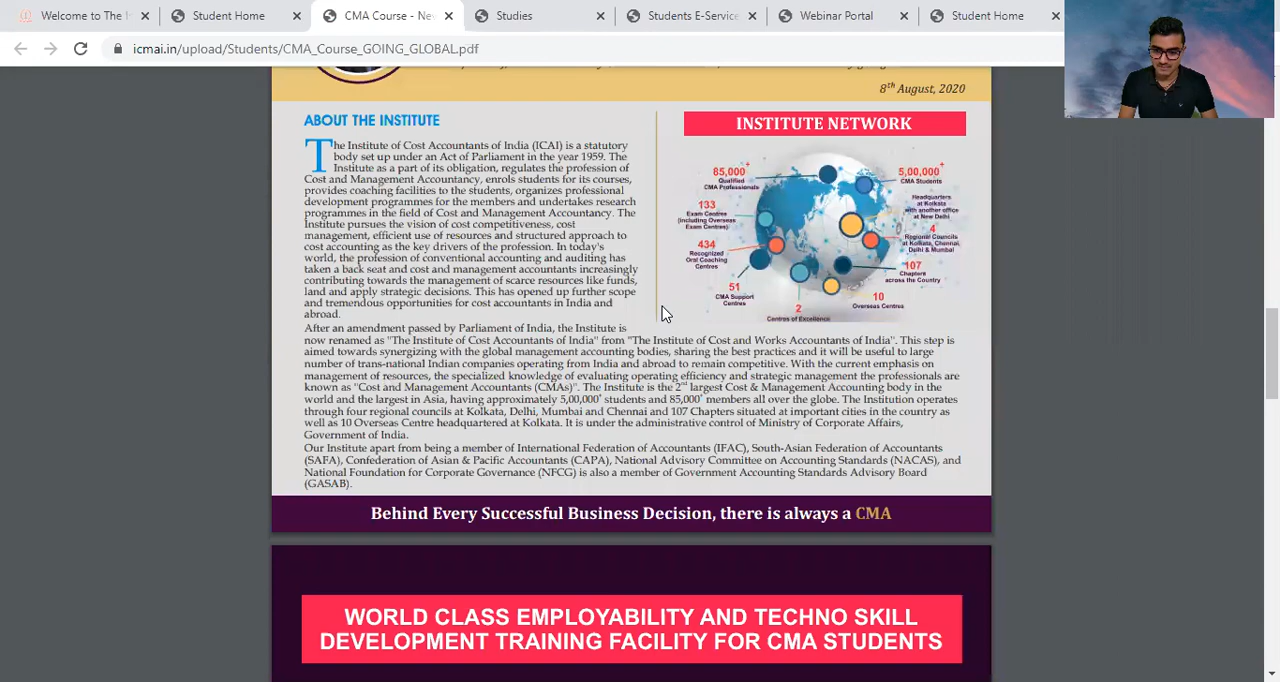 Welcome to The I
Student Home
CMA Course - Ne
Studies
Students E-Service
Webinar Portal
Student Home
icmai.in/upload/Students/CMA_Course_GOING_GLOBAL.pdf
8th August, 2020
ABOUT THE INSTITUTE
The Institute of Cost Accountants of India (ICAI) is a statutory
body set up under an Act of Parliament in the year 1959. The
Institute as a part of its obligation, regulates the profession of
Cost and Management Accountancy, enrols students for its courses,
provides coaching facilities to the students, organizes professional
development programmes for the members and undertakes research
programmes in the field of Cost and Management Accountancy. The
Institute pursues the vision of cost competitiveness, cost
management, efficient use of resources and structured approach to
cost accounting as the key drivers of the profession. In today's
world, the profession of conventional accounting and auditing has
taken a back seat and cost and management accountants increasingly
contributing towards the management of scarce resources like funds,
land and apply strategic decisions. This has opened up further scope
and tremendous opportunities for cost accountants in India and
abroad.
INSTITUTE NETWORK
85,000+
Qualified
CMA Professionals
5,00,000+
CMA Students
133
Exam Centres
(including Overseas
Exam Centres)
Headquarters
at Kolkata
with another office
at New Delhi
4
Regional Councils
at Kolkata, Chennai,
Delhi & Mumbai
434
Recognized
Oral Coaching
Centres
107
Chapters
across the Country
51
CMA Support
Centres
10
Overseas Centres
2
Centres of Excellence
After an amendment passed by Parliament of India, the Institute is
now renamed as "The Institute of Cost Accountants of India" from "The Institute of Cost and Works Accountants of India". This step is
aimed towards synergizing with the global management accounting bodies, sharing the best practices and it will be useful to large
number of trans-national Indian companies operating from India and abroad to remain competitive. With the current emphasis on
management of resources, the specialized knowledge of evaluating operating efficiency and strategic management the professionals are
known as "Cost and Management Accountants (CMAs)". The Institute is the 2nd largest Cost & Management Accounting body in the
world and the largest in Asia, having approximately 5,00,000+ students and 85,000+ members all over the globe. The Institution operates
through four regional councils at Kolkata, Delhi, Mumbai and Chennai and 107 Chapters situated at important cities in the country as
well as 10 Overseas Centre headquartered at Kolkata. It is under the administrative control of Ministry of Corporate Affairs,
Government of India.
Our Institute apart from being a member of International Federation of Accountants (IFAC), South-Asian Federation of Accountants
(SAFA), Confederation of Asian & Pacific Accountants (CAPA), National Advisory Committee on Accounting Standards (NACAS), and
National Foundation for Corporate Governance (NFCG) is also a member of Government Accounting Standards Advisory Board
(GASAB).
Behind Every Successful Business Decision, there is always a CMA
WORLD CLASS EMPLOYABILITY AND TECHNO SKILL
DEVELOPMENT TRAINING FACILITY FOR CMA STUDENTS